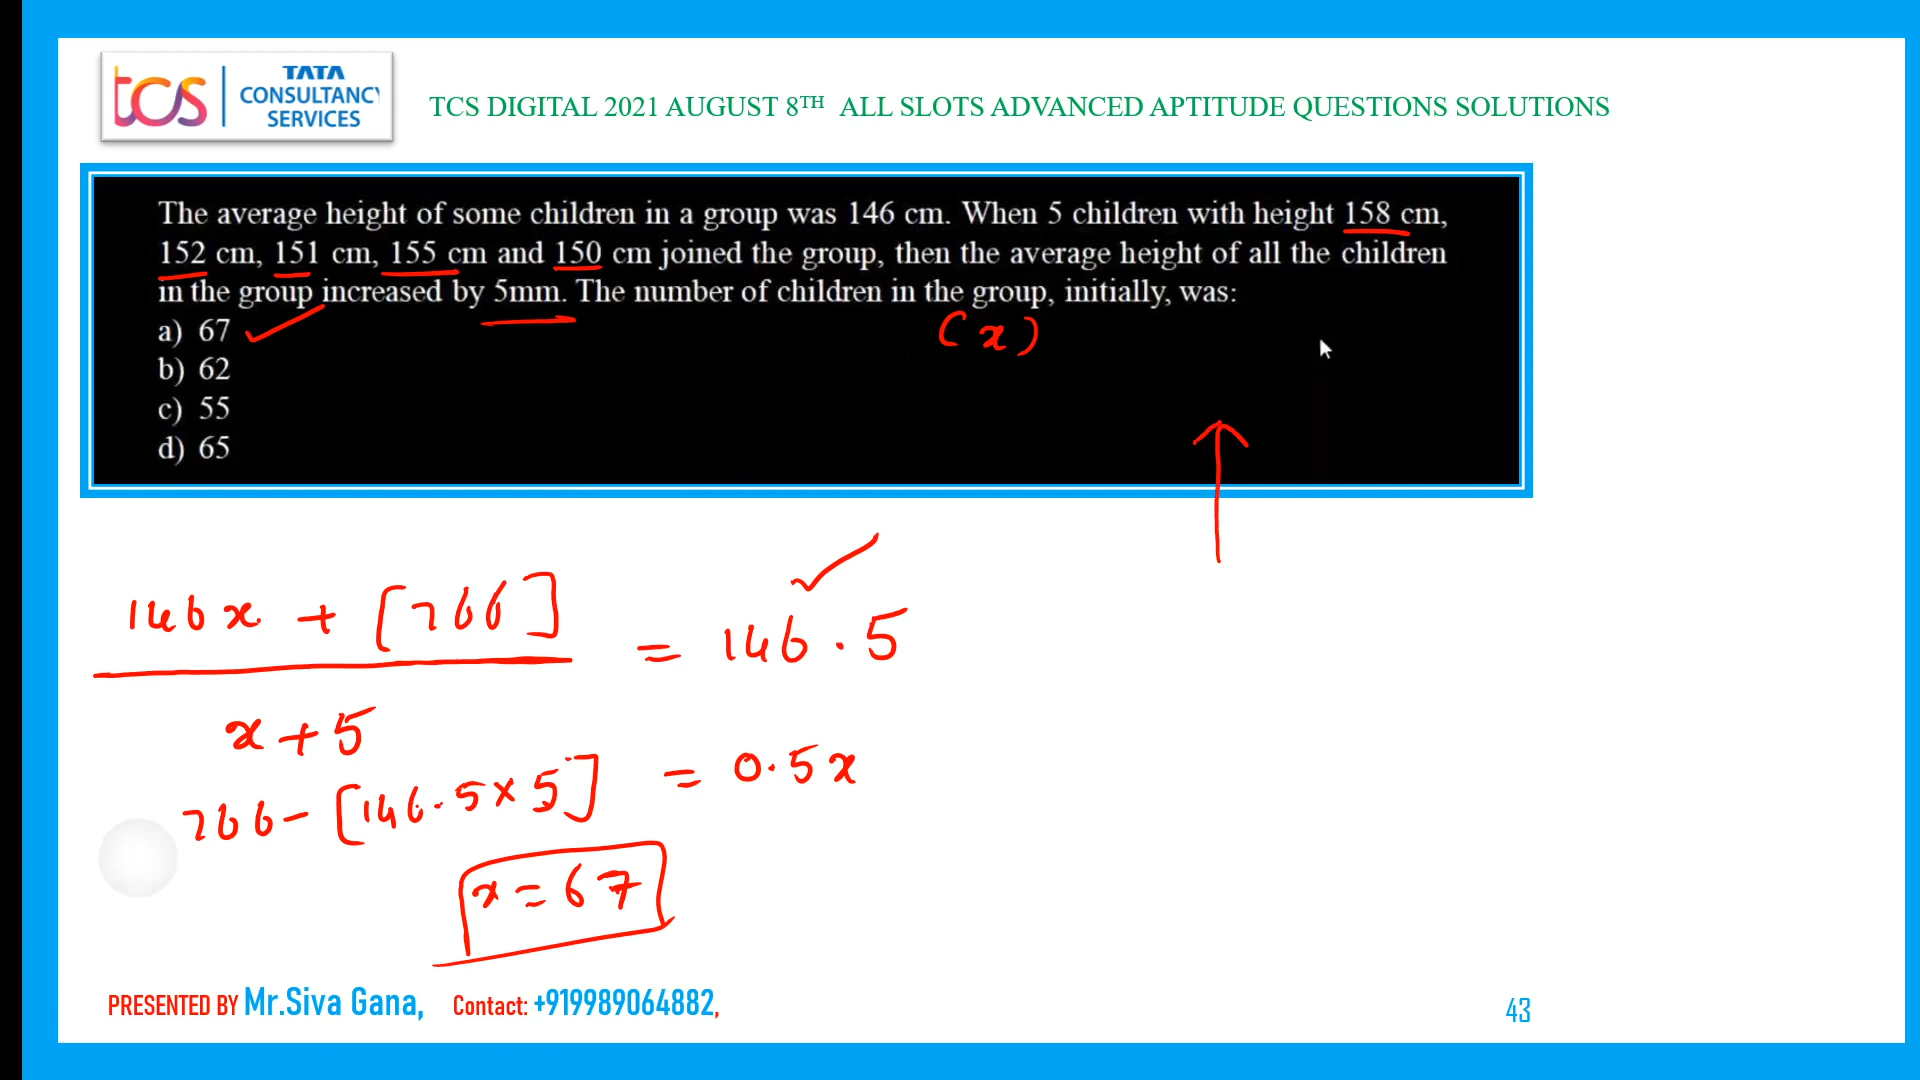 tcs TATA
CONSULTANCY
SERVICES
TCS DIGITAL 2021 AUGUST 8TH ALL SLOTS ADVANCED APTITUDE QUESTIONS SOLUTIONS
The average height of some children in a group was 146 cm. When 5 children with height 158 cm,
152 cm, 151 cm, 155 cm and 150 cm joined the group, then the average height of all the children
in the group increased by 5mm. The number of children in the group, initially, was:
a) 67
(x)
b) 62
c) 55
d) 65
146x + [766] = 146.5
x + 5
766 - [146.5 × 5] = 0.5x
x = 67
PRESENTED BY Mr.Siva Gana, Contact: +919989064882,
43